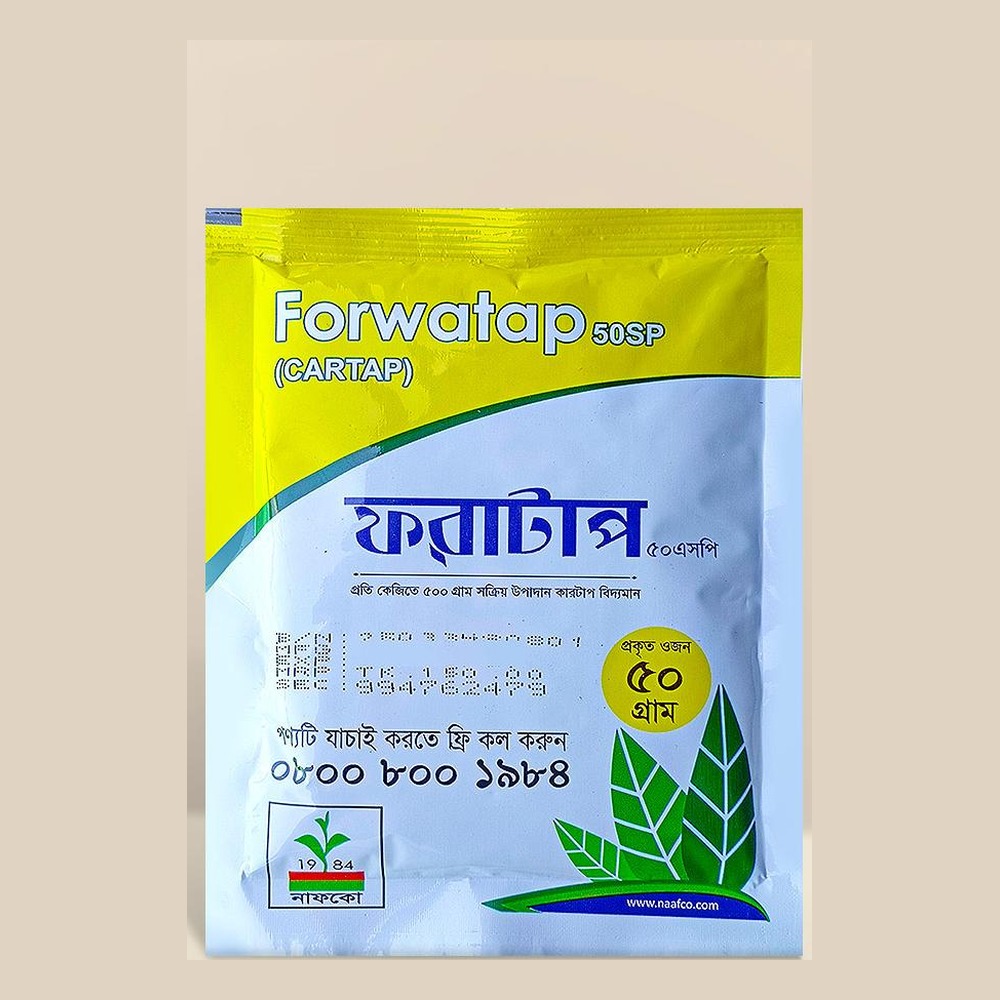 Forwatap 50SP
(CARTAP)
ফরাটাপ ৫০এসপি
প্রতি কেজিতে ৫০০ গ্রাম সক্রিয় উপাদান কারটাপ বিদ্যমান
প্রকৃত ওজন
৫০
গ্রাম
পণ্যটি যাচাই করতে ফ্রি কল করুন
০৮০০ ৮০০ ১৯৮৪
19 84
নাফকো
www.naafco.com